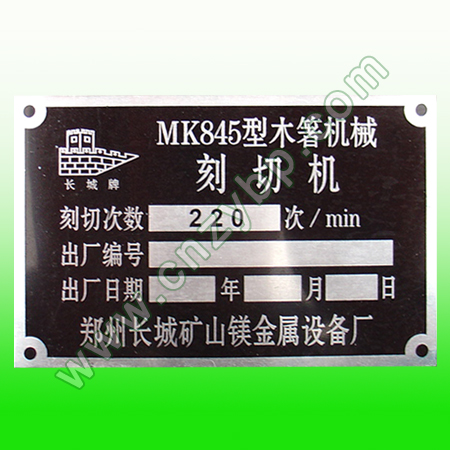 MK845型木箸机械
刻切机
长城牌
刻切次数 220 次/min
出厂编号
出厂日期 年 月 日
郑州长城矿山镁金属设备厂
www.cnzybp.com